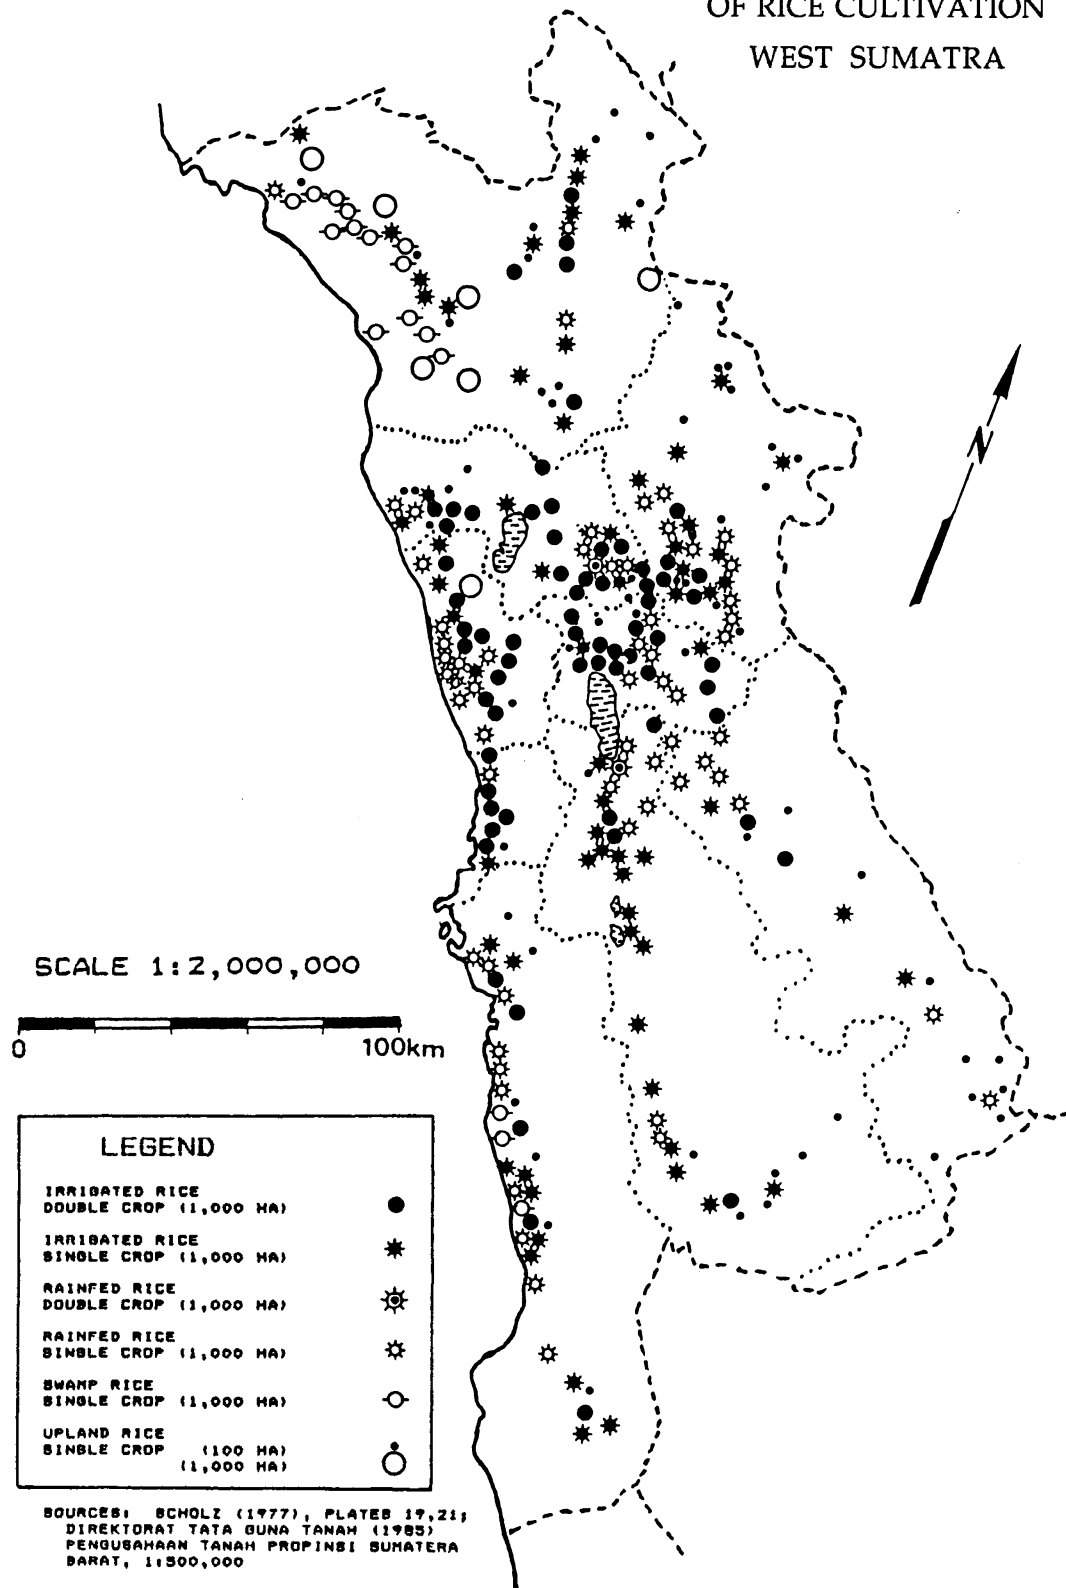 OF RICE CULTIVATION
WEST SUMATRA
N
SCALE 1:2,000,000
0 100km
LEGEND
IRRIGATED RICE
DOUBLE CROP (1,000 HA)
IRRIGATED RICE
SINGLE CROP (1,000 HA)
RAINFED RICE
DOUBLE CROP (1,000 HA)
RAINFED RICE
SINGLE CROP (1,000 HA)
SWAMP RICE
SINGLE CROP (1,000 HA)
UPLAND RICE
SINGLE CROP (100 HA)
(1,000 HA)
SOURCES: SCHOLZ (1977), PLATES 19,21;
DIREKTORAT TATA GUNA TANAH (1985)
PENGUSAHAAN TANAH PROPINSI SUMATERA
BARAT, 1:500,000